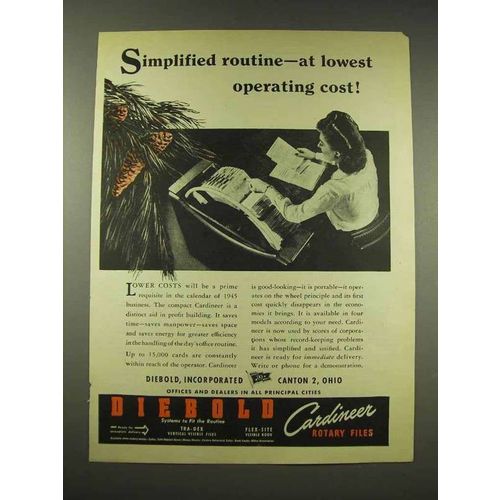 Simplified routine—at lowest
operating cost!
LOWER COSTS will be a prime
requisite in the calendar of 1945
business. The compact Cardineer is a
distinct aid in profit building. It saves
time—saves manpower—saves space
and saves energy for greater efficiency
in the handling of the day's office routine.
Up to 15,000 cards are constantly
within reach of the operator. Cardineer
is good-looking—it is portable—it oper-
ates on the wheel principle and its first
cost quickly disappears in the econo-
mies it brings. It is available in four
models according to your need. Cardi-
neer is now used by scores of corpora-
tions whose record-keeping problems
it has simplified and unified. Cardi-
neer is ready for immediate delivery.
Write or phone for a demonstration.
DIEBOLD, INCORPORATED CANTON 2, OHIO
OFFICES AND DEALERS IN ALL PRINCIPAL CITIES
DIEBOLD
Systems to Fit the Routine
Cardineer
ROTARY FILES
Ready for
immediate delivery
TRA-DEX
VERTICAL VISIBLE FILES
FLEX-SITE
VISIBLE BOOK